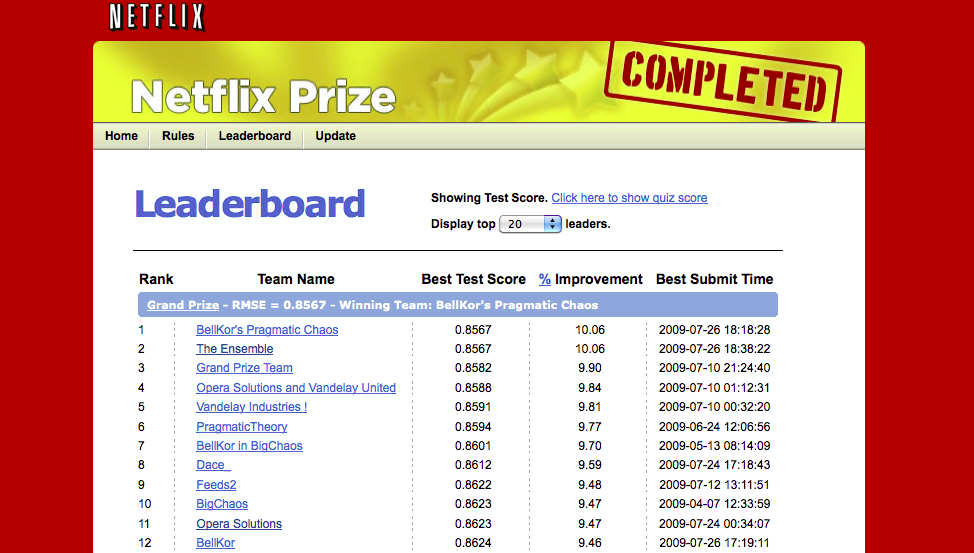 NETFLIX
Netflix Prize
COMPLETED
Home Rules Leaderboard Update
Leaderboard
Showing Test Score. Click here to show quiz score
Display top 20 leaders.
Rank Team Name Best Test Score % Improvement Best Submit Time
Grand Prize - RMSE = 0.8567 - Winning Team: BellKor's Pragmatic Chaos
1 BellKor's Pragmatic Chaos 0.8567 10.06 2009-07-26 18:18:28
2 The Ensemble 0.8567 10.06 2009-07-26 18:38:22
3 Grand Prize Team 0.8582 9.90 2009-07-10 21:24:40
4 Opera Solutions and Vandelay United 0.8588 9.84 2009-07-10 01:12:31
5 Vandelay Industries ! 0.8591 9.81 2009-07-10 00:32:20
6 PragmaticTheory 0.8594 9.77 2009-06-24 12:06:56
7 BellKor in BigChaos 0.8601 9.70 2009-05-13 08:14:09
8 Dace_ 0.8612 9.59 2009-07-24 17:18:43
9 Feeds2 0.8622 9.48 2009-07-12 13:11:51
10 BigChaos 0.8623 9.47 2009-04-07 12:33:59
11 Opera Solutions 0.8623 9.47 2009-07-24 00:34:07
12 BellKor 0.8624 9.46 2009-07-26 17:19:11